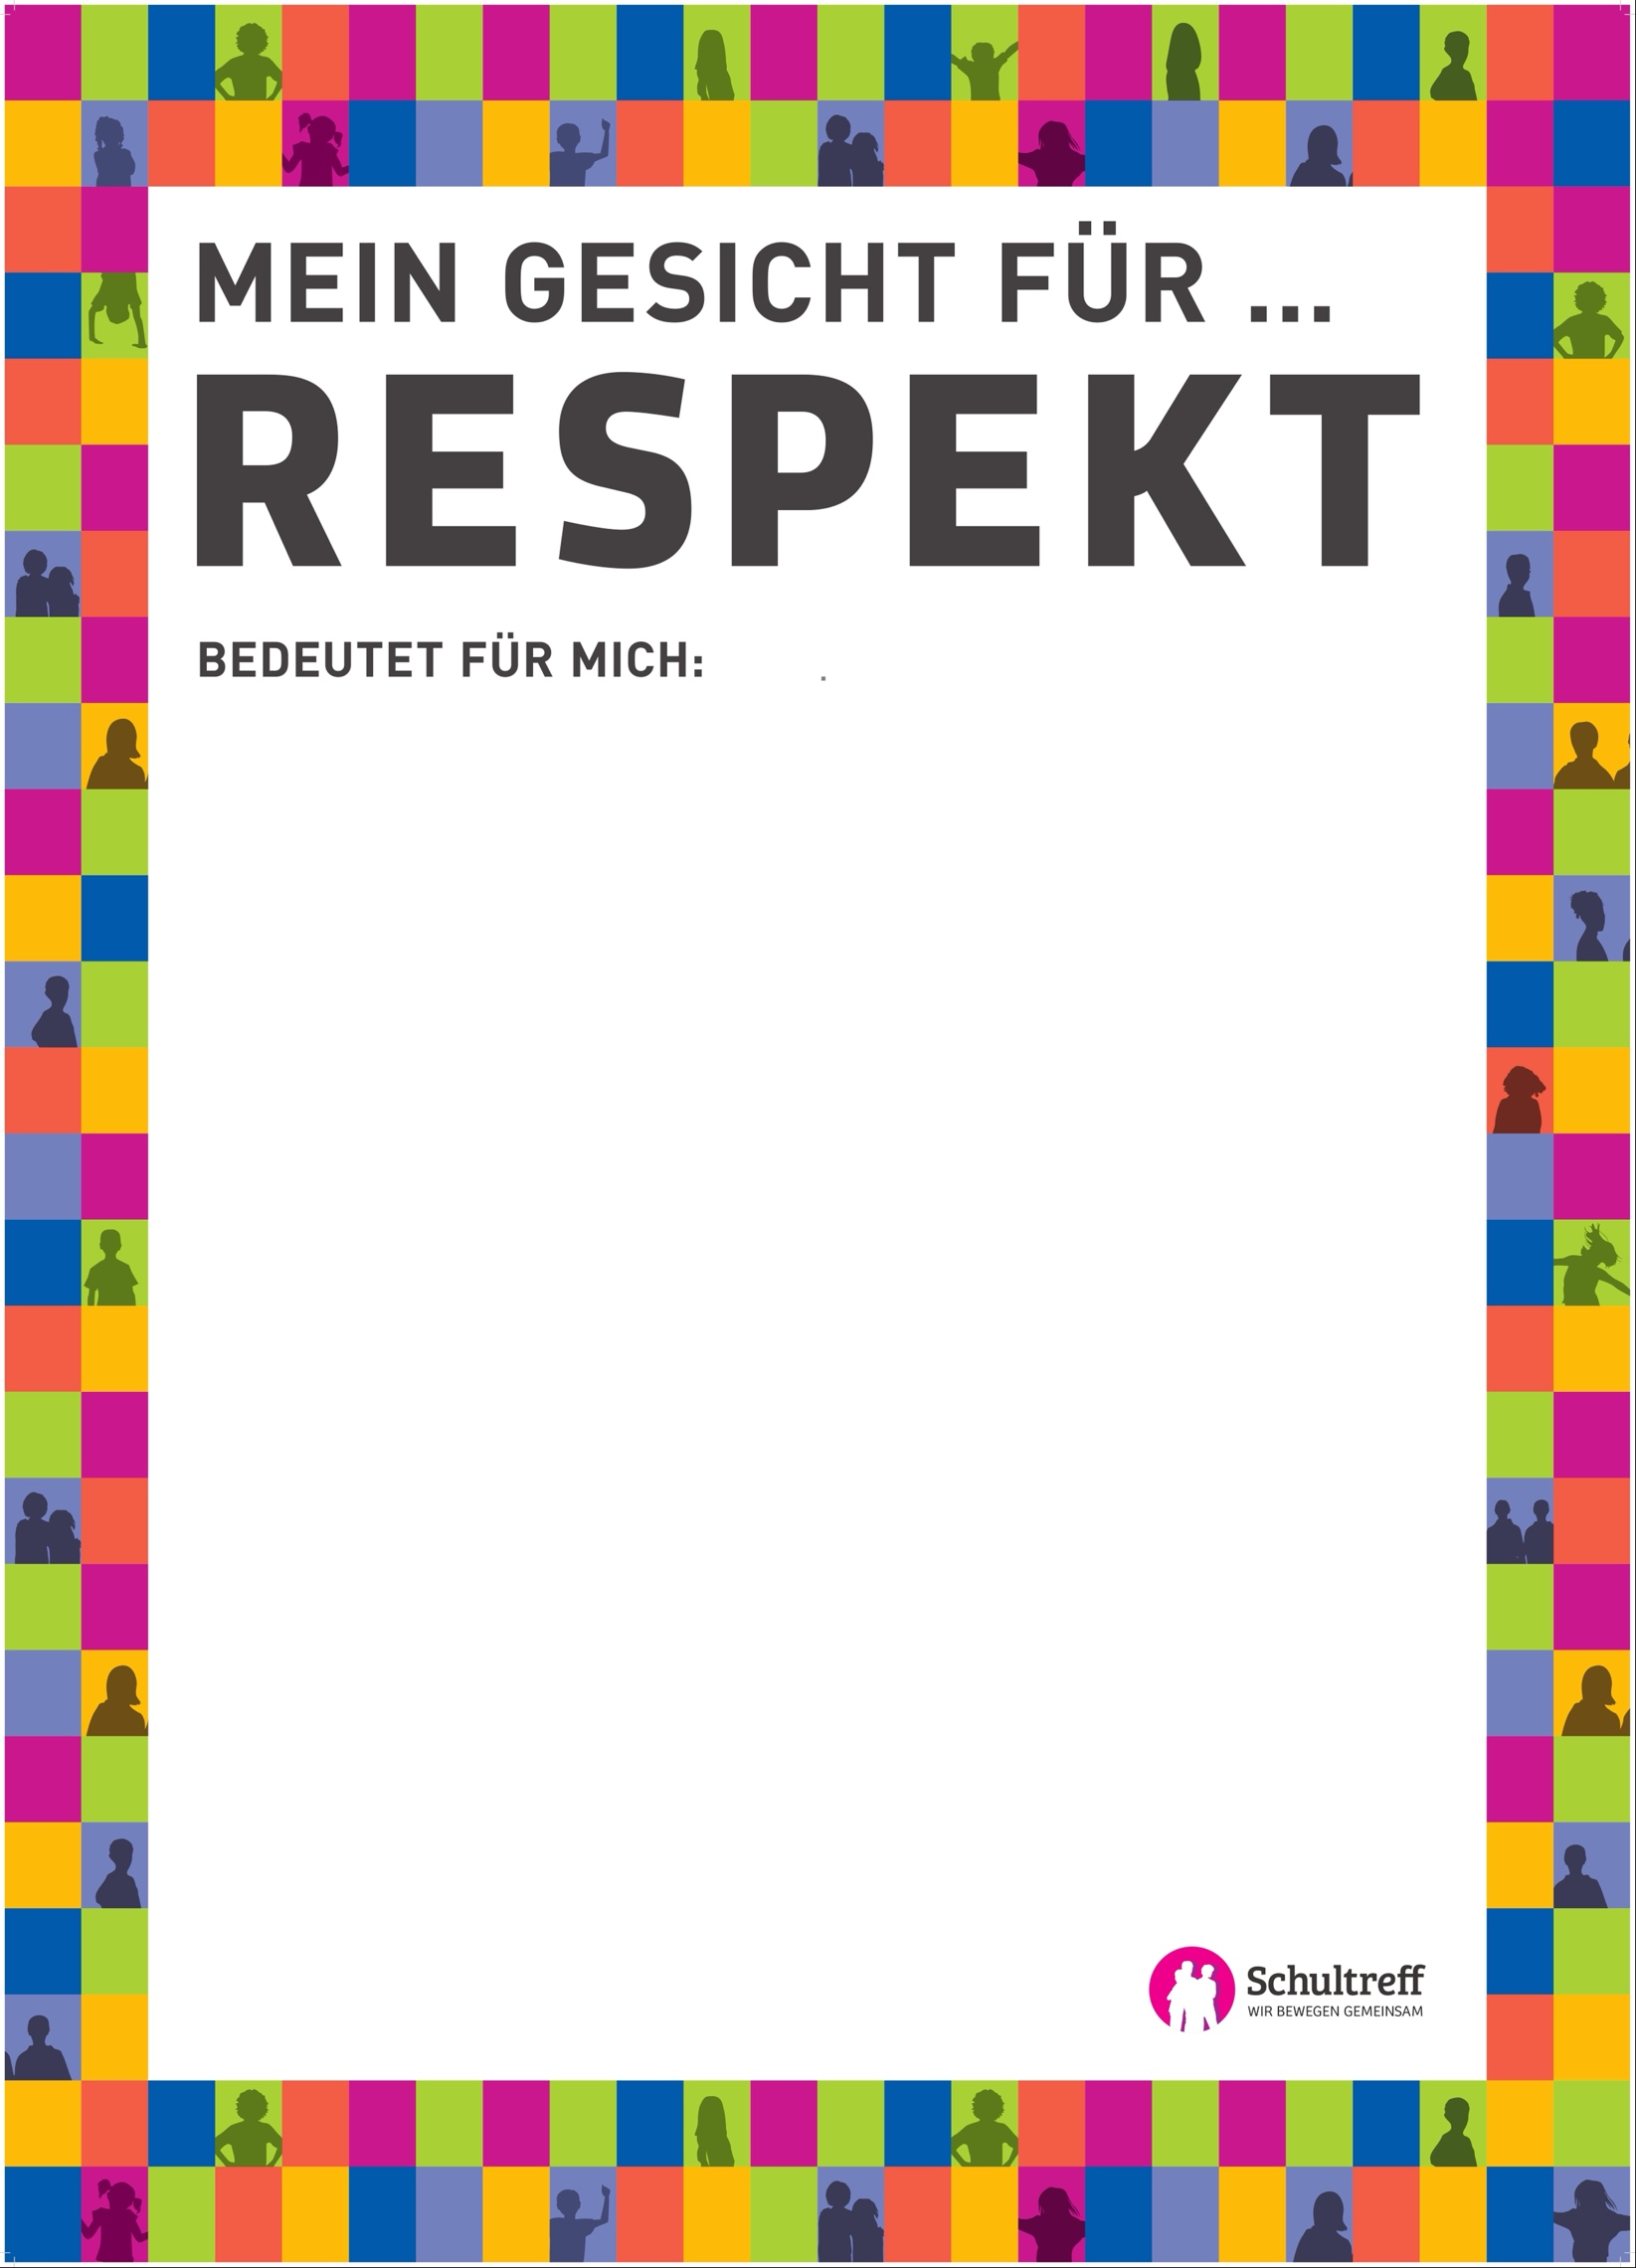 MEIN GESICHT FÜR ...
RESPEKT
BEDEUTET FÜR MICH:
.
schultreff
WIR BEWEGEN GEMEINSAM